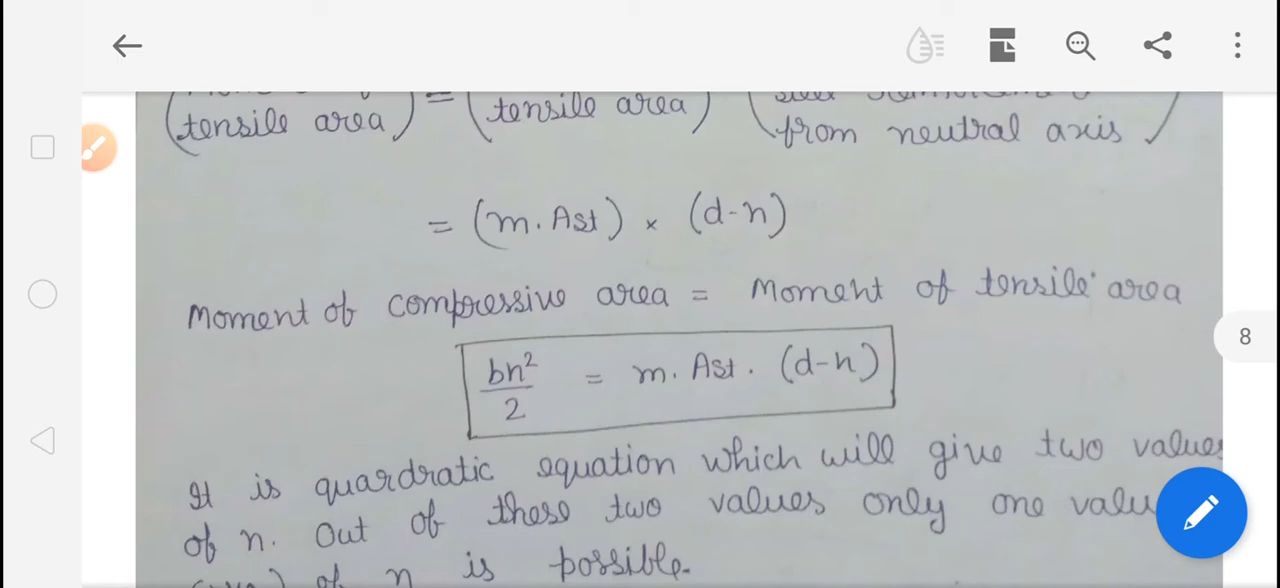 (tensile area) = (tensile area) (
from neutral axis)
= (m. Ast) × (d-n)
Moment of compressive area = Moment of tensile area
8
bn²/2 = m. Ast. (d-n)
It is quardratic equation which will give two values
of n. Out of these two values only one valu
of n is possible.